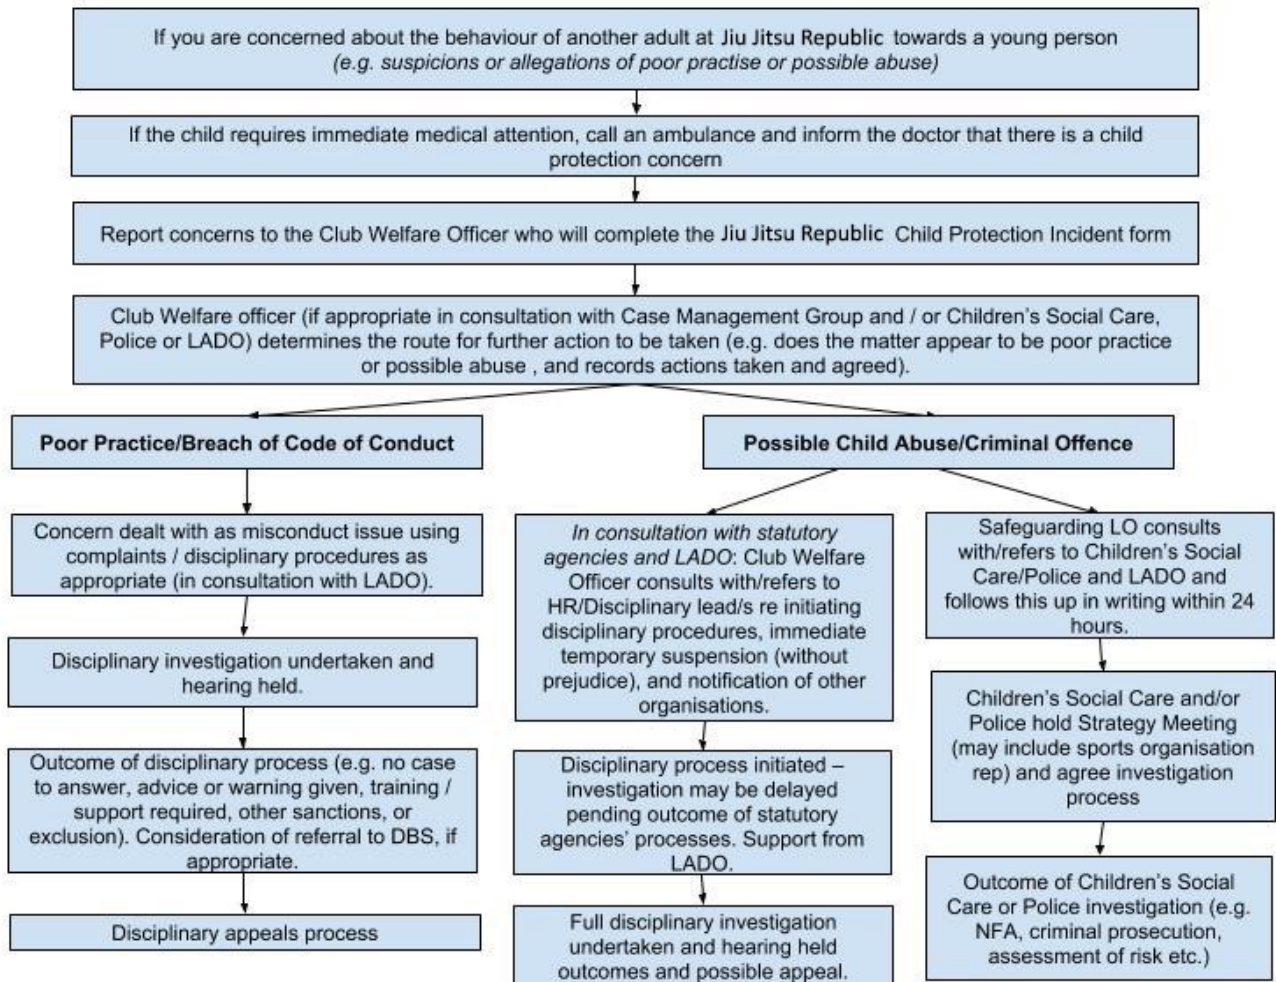 If you are concerned about the behaviour of another adult at Jiu Jitsu Republic towards a young person
(e.g. suspicions or allegations of poor practise or possible abuse)
If the child requires immediate medical attention, call an ambulance and inform the doctor that there is a child
protection concern
Report concerns to the Club Welfare Officer who will complete the Jiu Jitsu Republic Child Protection Incident form
Club Welfare officer (if appropriate in consultation with Case Management Group and / or Children's Social Care,
Police or LADO) determines the route for further action to be taken (e.g. does the matter appear to be poor practice
or possible abuse , and records actions taken and agreed).
Poor Practice/Breach of Code of Conduct
Concern dealt with as misconduct issue using
complaints / disciplinary procedures as
appropriate (in consultation with LADO).
Disciplinary investigation undertaken and
hearing held.
Outcome of disciplinary process (e.g. no case
to answer, advice or warning given, training /
support required, other sanctions, or
exclusion). Consideration of referral to DBS, if
appropriate.
Disciplinary appeals process
Possible Child Abuse/Criminal Offence
In consultation with statutory
agencies and LADO: Club Welfare
Officer consults with/refers to
HR/Disciplinary lead/s re initiating
disciplinary procedures, immediate
temporary suspension (without
prejudice), and notification of other
organisations.
Disciplinary process initiated –
investigation may be delayed
pending outcome of statutory
agencies' processes. Support from
LADO.
Full disciplinary investigation
undertaken and hearing held
outcomes and possible appeal.
Safeguarding LO consults
with/refers to Children's Social
Care/Police and LADO and
follows this up in writing within 24
hours.
Children's Social Care and/or
Police hold Strategy Meeting
(may include sports organisation
rep) and agree investigation
process
Outcome of Children's Social
Care or Police investigation (e.g.
NFA, criminal prosecution,
assessment of risk etc.)